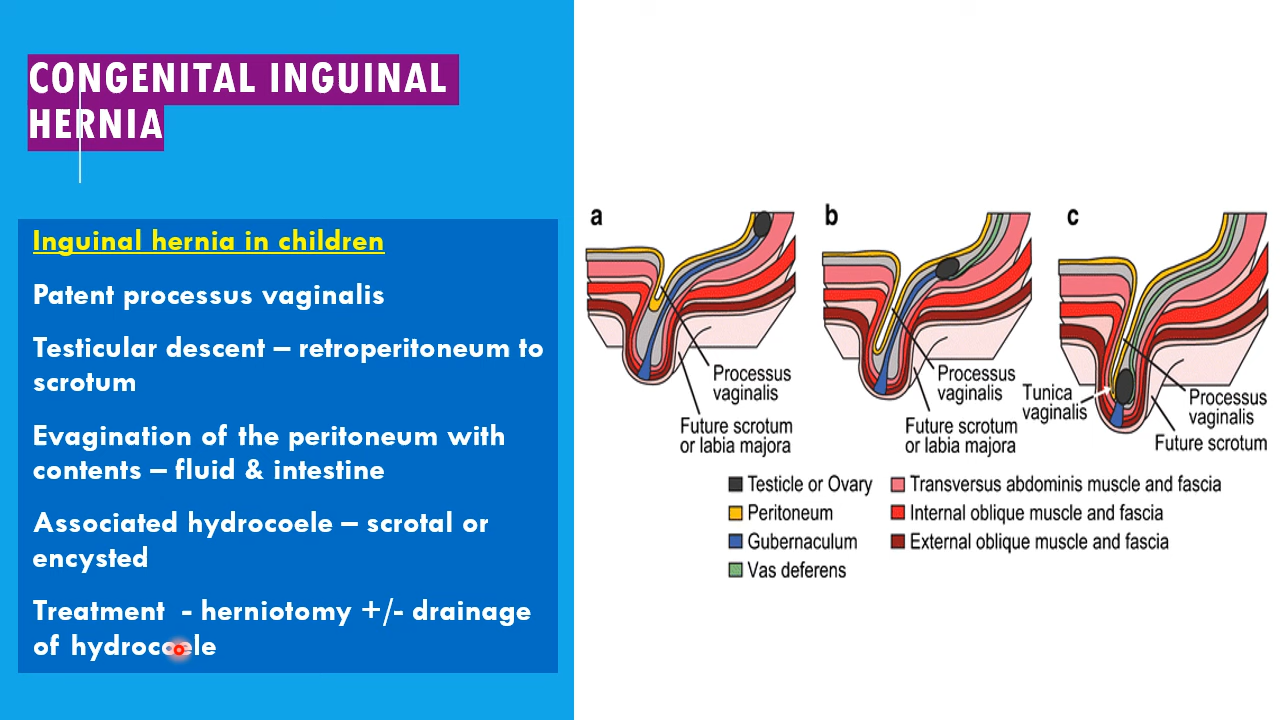 CONGENITAL INGUINAL
HERNIA
Inguinal hernia in children
Patent processus vaginalis
Testicular descent – retroperitoneum to
scrotum
Evagination of the peritoneum with
contents – fluid & intestine
Associated hydrocoele – scrotal or
encysted
Treatment - herniotomy +/- drainage
of hydrocoele
a
Processus
vaginalis
Future scrotum
or labia majora
b
Processus
vaginalis
Future scrotum
or labia majora
c
Tunica
vaginalis
Processus
vaginalis
Future scrotum
Testicle or Ovary
Peritoneum
Gubernaculum
Vas deferens
Transversus abdominis muscle and fascia
Internal oblique muscle and fascia
External oblique muscle and fascia